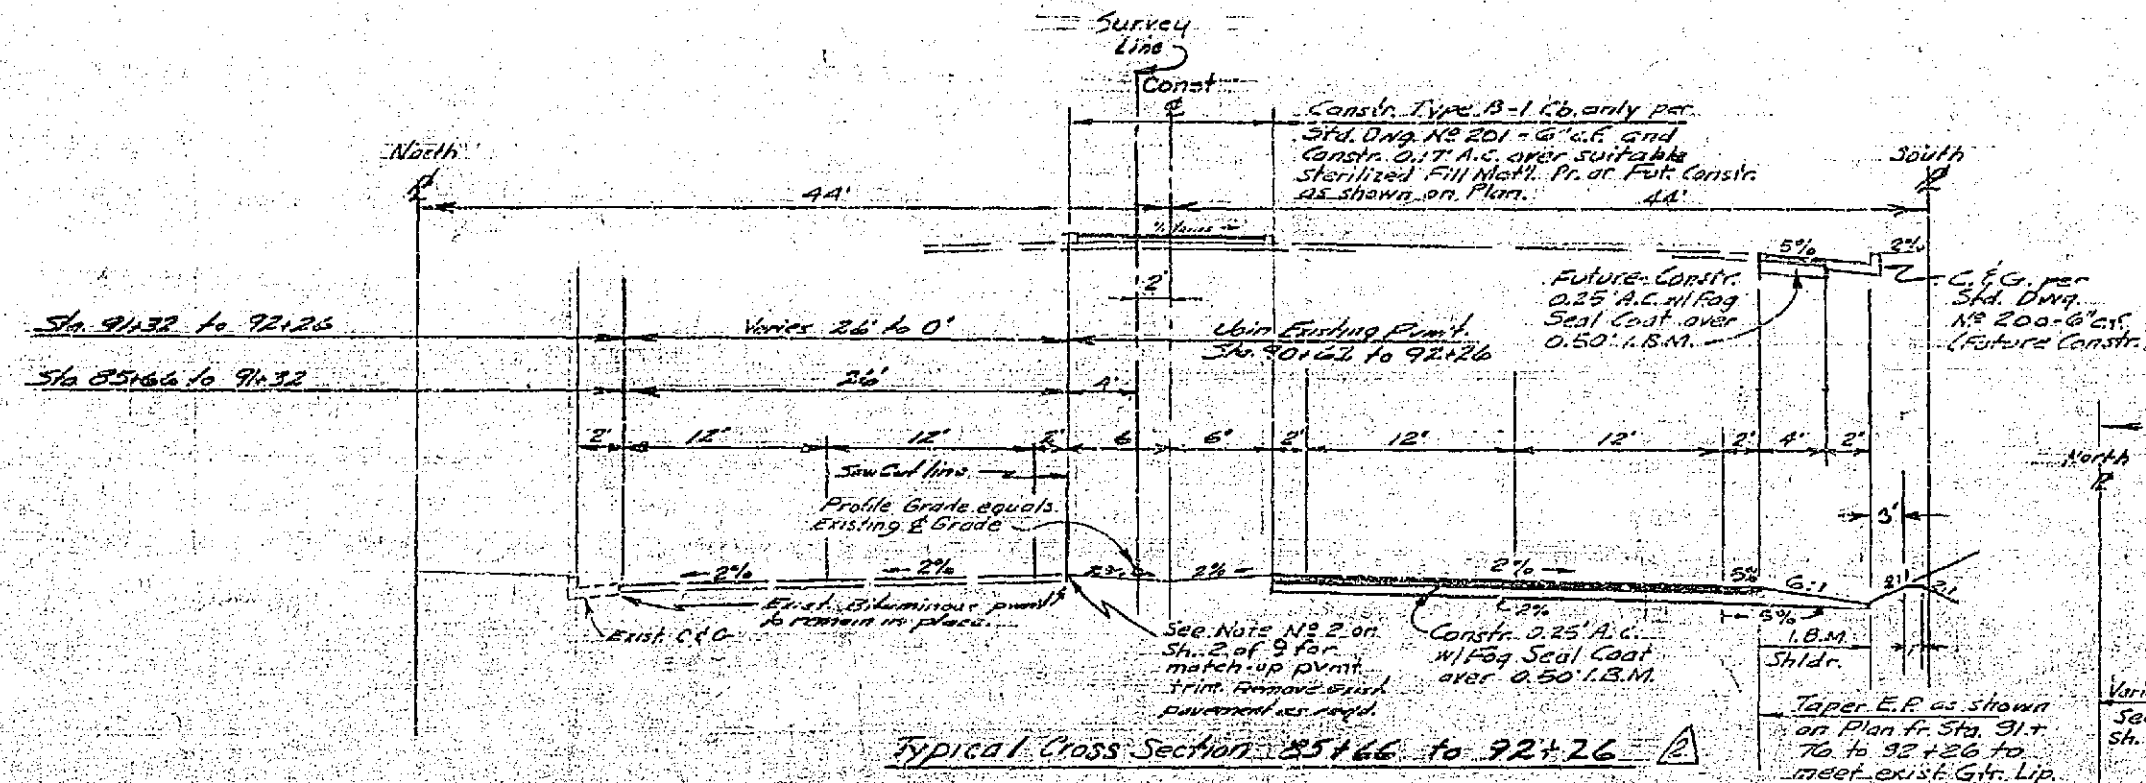 Survey
Line
Const
℄
Constr. Type B-1 Cb. only per
Std. Dwg. Nº 201 - 6" c.f. and
Constr. 0.17' A.C. over suitable
Sterilized Fill Mat'l. Pr. or Fut. Constr.
as shown on Plan.
North
South
44'
44'
5%
2%
2'
Future Constr.
0.25' A.C. w/ Fog
Seal Coat over
0.50' I.B.M.
C. & G. per
Std. Dwg.
Nº 200-6" c.f.
(Future Constr.
Sta. 91+32 to 92+26
Varies 26' to 0'
Existing Pvm't.
Sta. 90+62 to 92+26
Sta 85+66 to 91+32
26'
4'
2'
12'
12'
2'
6
6'
2'
12'
12'
2'
4'
2'
Saw Cut line
North
Profile Grade equals
Existing ℄ Grade
3'
2%
2%
2%
2%
5%
6:1
2:1
2:1
2%
5%
Exist. Bituminous pvmt
to remain in place.
Exist. C & G
See Note Nº 2 on
Sh. 2 of 9 for
match-up pvmt
trim. Remove exist
pavement as reqd.
Constr. 0.25' A.C.
w/ Fog Seal Coat
over 0.50' I.B.M.
I.B.M.
Shldr.
1'
Taper E.P. as shown
on Plan fr. Sta. 91+
76 to 92+26 to
meet exist Gtr. Lip.
Vari
See
Sh.
Typical Cross Section 85+66 to 92+26
2